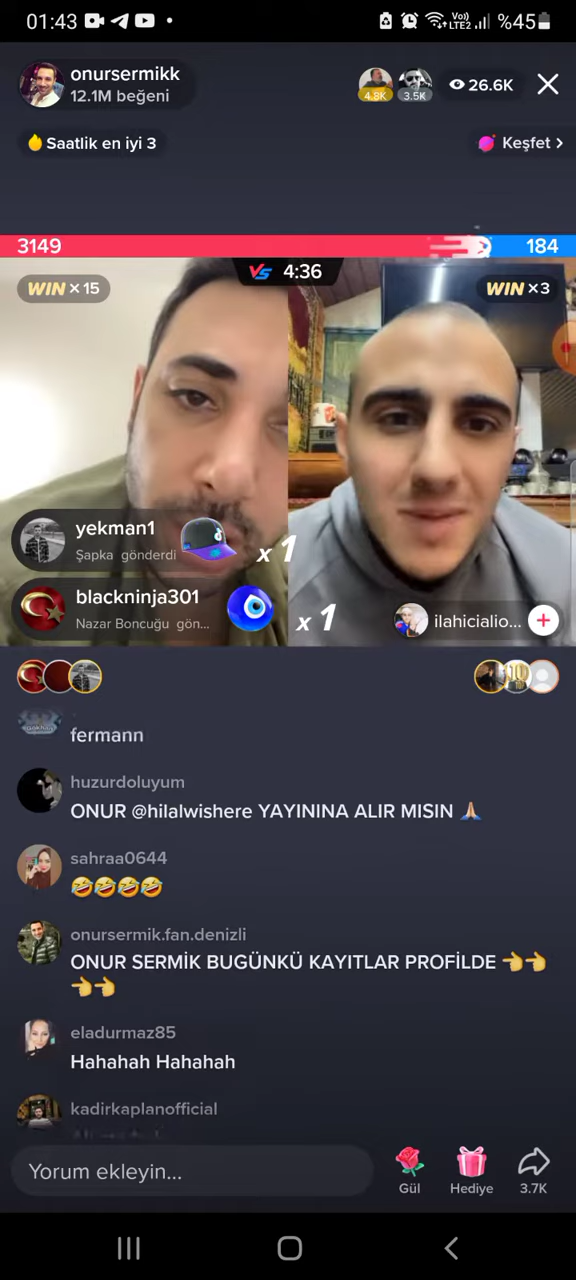 01:43
Vo)) LTE2
%45
onursermikk
12.1M beğeni
4.8K
3.5K
26.6K
Saatlik en iyi 3
Keşfet
3149
184
VS 4:36
WIN × 15
WIN × 3
yekman1
Şapka gönderdi
x 1
blackninja301
Nazar Boncuğu gön...
x 1
ilahicialio...
fermann
huzurdoluyum
ONUR @hilalwishere YAYININA ALIR MISIN 🙏
sahraa0644
🤣🤣🤣🤣
onursermik.fan.denizli
ONUR SERMİK BUGÜNKÜ KAYITLAR PROFİLDE 👈👈
👈👈
eladurmaz85
Hahahah Hahahah
kadirkaplanofficial
Yorum ekleyin...
Gül
Hediye
3.7K